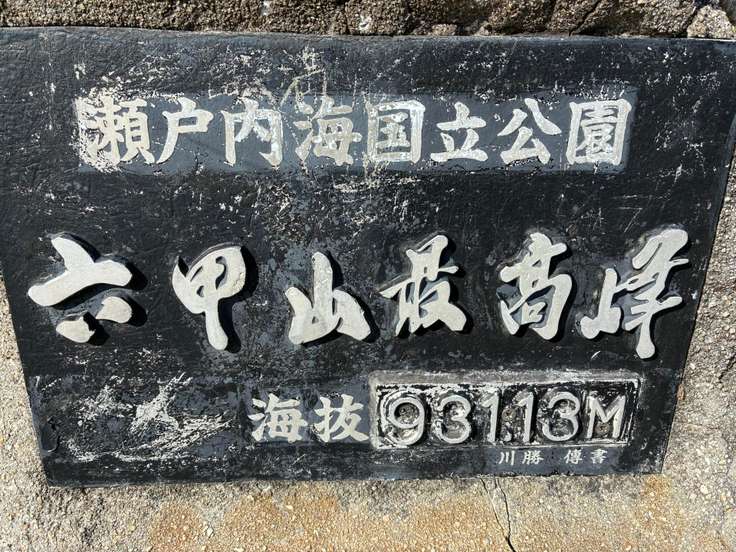 瀬戸内海国立公園
六甲山最高峰
海抜 931.13M
川勝 傳書